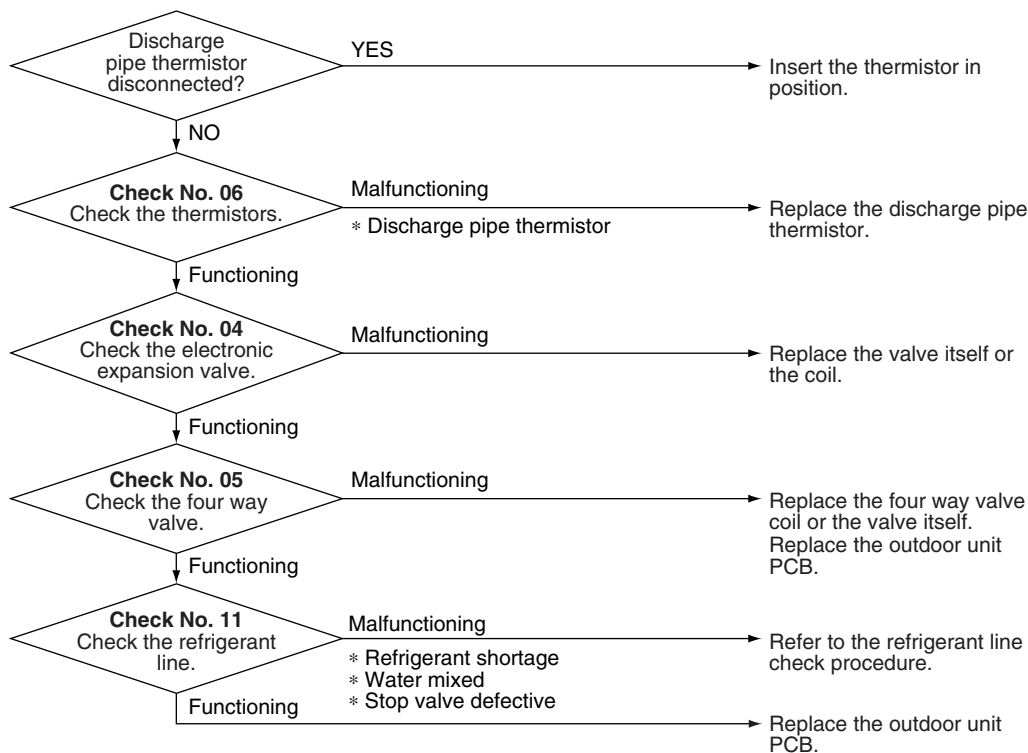 Discharge
pipe thermistor
disconnected?
YES
Insert the thermistor in
position.
NO
Check No. 06
Check the thermistors.
Malfunctioning
* Discharge pipe thermistor
Replace the discharge pipe
thermistor.
Functioning
Check No. 04
Check the electronic
expansion valve.
Malfunctioning
Replace the valve itself or
the coil.
Functioning
Check No. 05
Check the four way
valve.
Malfunctioning
Replace the four way valve
coil or the valve itself.
Replace the outdoor unit
PCB.
Functioning
Check No. 11
Check the refrigerant
line.
Malfunctioning
* Refrigerant shortage
* Water mixed
* Stop valve defective
Refer to the refrigerant line
check procedure.
Functioning
Replace the outdoor unit
PCB.